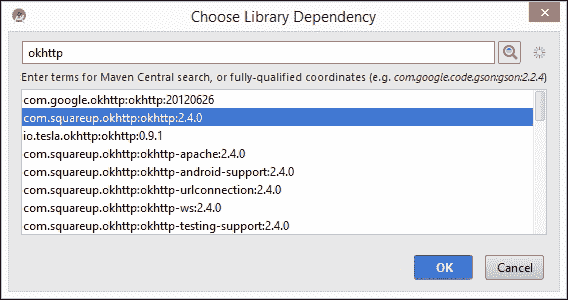 Choose Library Dependency
okhttp
Enter terms for Maven Central search, or fully-qualified coordinates (e.g. com.google.code.gson:gson:2.2.4)
com.google.okhttp:okhttp:20120626
com.squareup.okhttp:okhttp:2.4.0
io.tesla.okhttp:okhttp:0.9.1
com.squareup.okhttp:okhttp-apache:2.4.0
com.squareup.okhttp:okhttp-android-support:2.4.0
com.squareup.okhttp:okhttp-urlconnection:2.4.0
com.squareup.okhttp:okhttp-ws:2.4.0
com.squareup.okhttp:okhttp-testing-support:2.4.0
OK Cancel